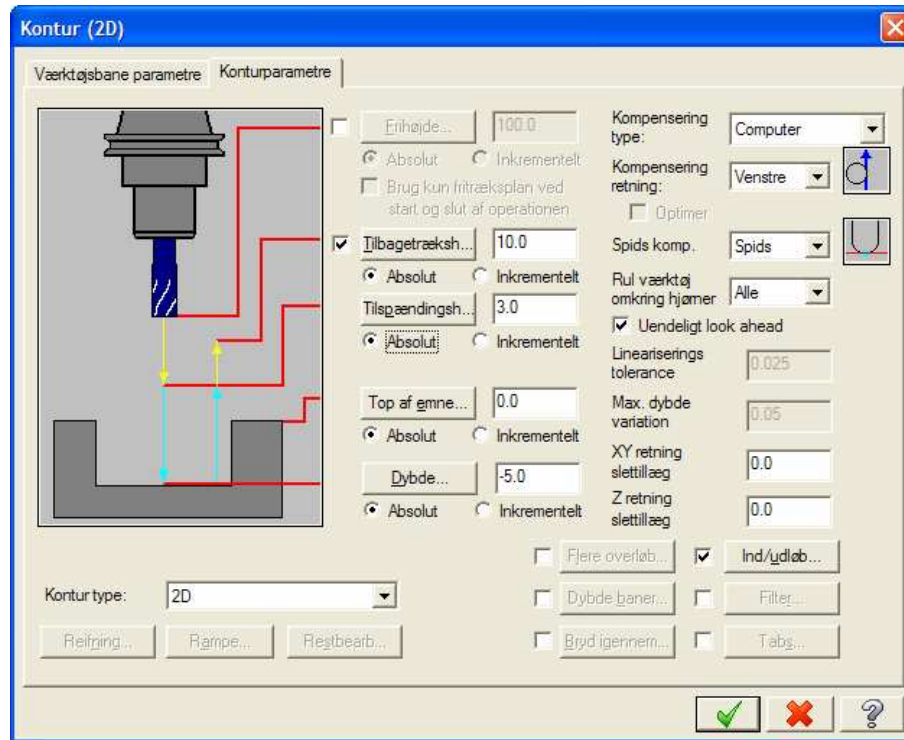 Kontur (2D)
Værktøjsbane parametre
Konturparametre
Frihøjde...
100.0
Absolut
Inkrementelt
Brug kun fritræksplan ved
start og slut af operationen
Tilbagetræksh...
10.0
Absolut
Inkrementelt
Tilspændingsh...
3.0
Absolut
Inkrementelt
Top af emne...
0.0
Absolut
Inkrementelt
Dybde...
-5.0
Absolut
Inkrementelt
Kompensering
type:
Computer
Kompensering
retning:
Venstre
Optimer
Spids komp.
Spids
Rul værktøj
omkring hjørner
Alle
Uendeligt look ahead
Lineariserings
tolerance
0.025
Max. dybde
variation
0.05
XY retning
slettillæg
0.0
Z retning
slettillæg
0.0
Kontur type:
2D
Reifning...
Rampe...
Restbearb...
Flere overløb...
Ind/udløb...
Dybde baner...
Filter...
Bryd igennem...
Tabs...